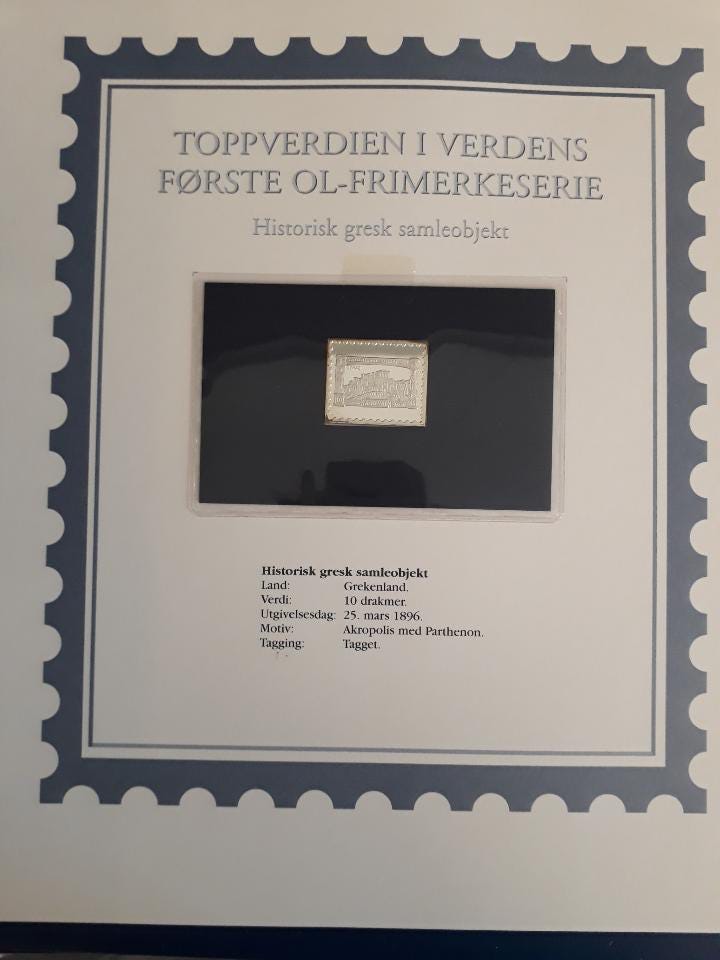 TOPPVERDIEN I VERDENS
FØRSTE OL-FRIMERKESERIE
Historisk gresk samleobjekt
Historisk gresk samleobjekt
Land: Grekenland.
Verdi: 10 drakmer.
Utgivelsesdag: 25. mars 1896.
Motiv: Akropolis med Parthenon.
Tagging: Tagget.